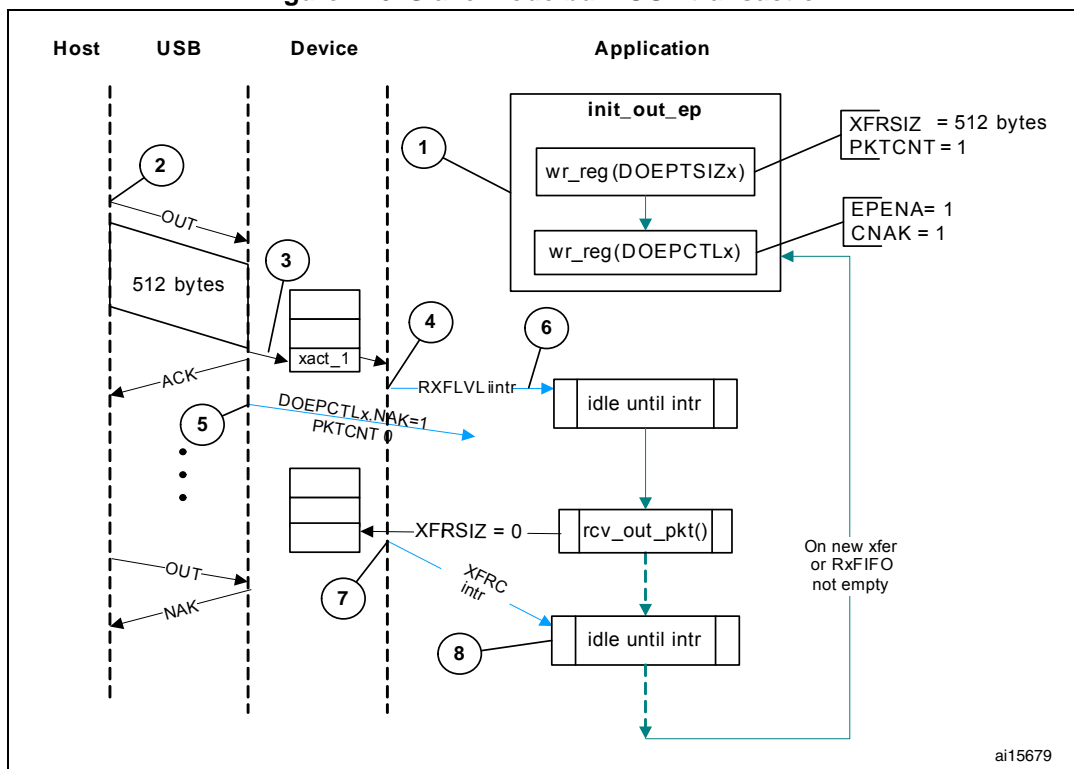 Host
USB
Device
Application
init_out_ep
1
wr_reg(DOEPTSIZx)
XFRSIZ = 512 bytes
PKTCNT = 1
2
OUT
wr_reg(DOEPCTLx)
EPENA= 1
CNAK = 1
512 bytes
3
xact_1
4
6
ACK
RXFLVL iintr
idle until intr
5
DOEPCTLx.NAK=1
PKTCNT 0
XFRSIZ = 0
rcv_out_pkt()
On new xfer
or RxFIFO
not empty
OUT
NAK
7
XFRC
intr
8
idle until intr
ai15679